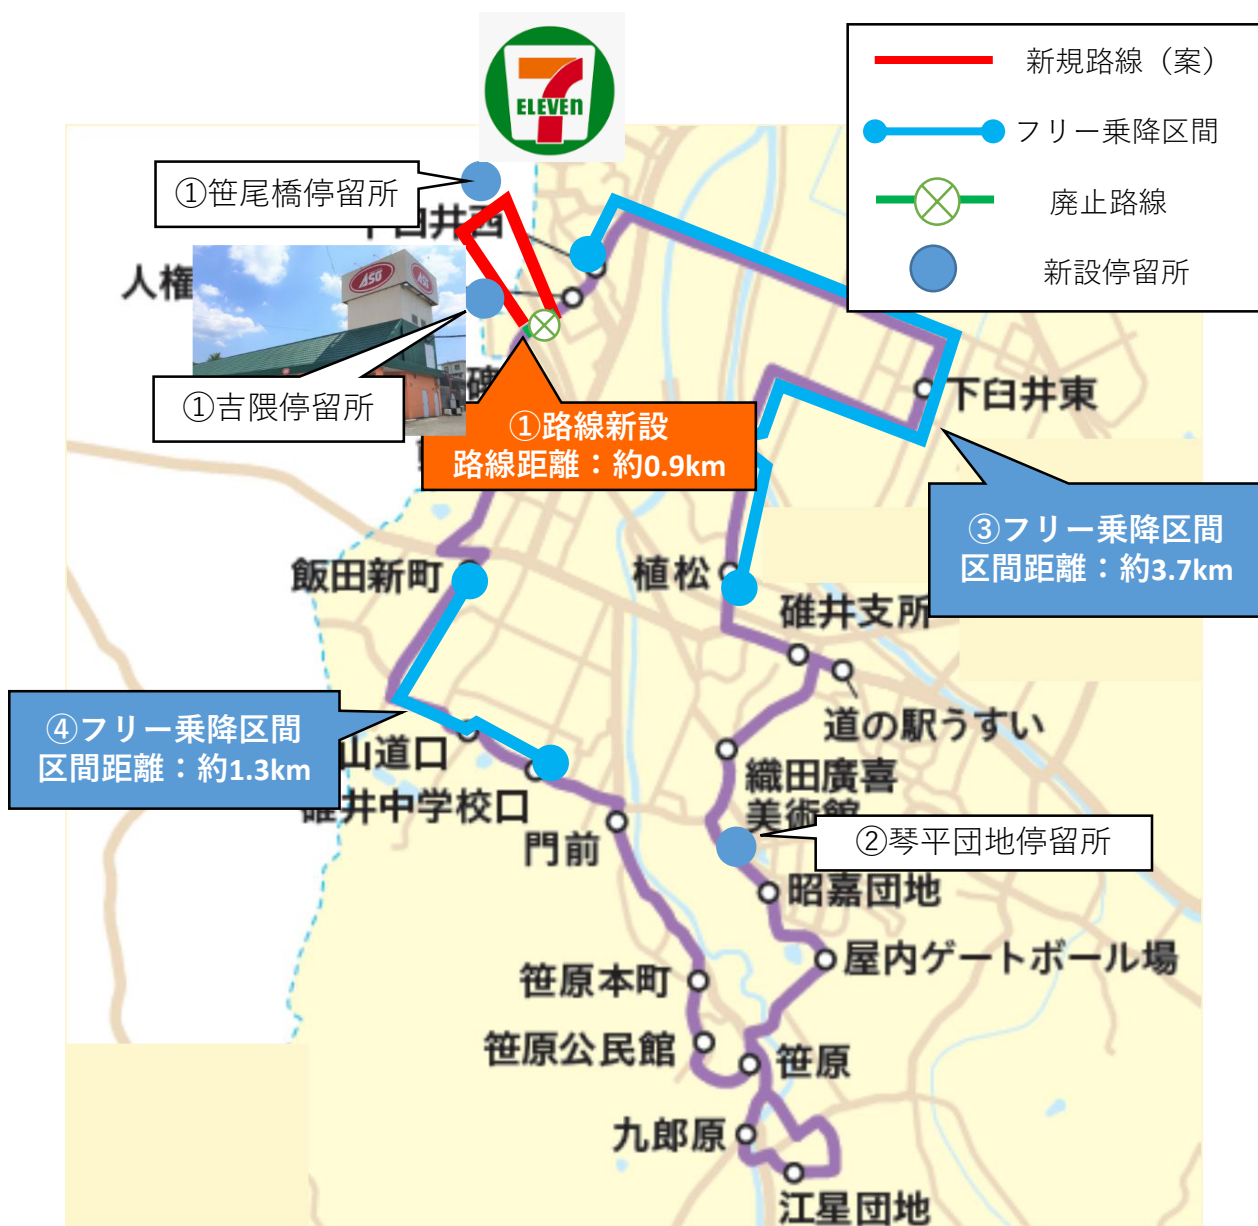 7
ELEVEn
新規路線（案）
フリー乗降区間
廃止路線
新設停留所
①笹尾橋停留所
下臼井西
人権
ASO
ASO
①吉隈停留所
碓
①路線新設
路線距離：約0.9km
下臼井東
③フリー乗降区間
区間距離：約3.7km
飯田新町
植松
碓井支所
道の駅うすい
④フリー乗降区間
区間距離：約1.3km
山道口
碓井中学校口
門前
織田廣喜
美術館
②琴平団地停留所
昭嘉団地
屋内ゲートボール場
笹原本町
笹原公民館
笹原
九郎原
江星団地